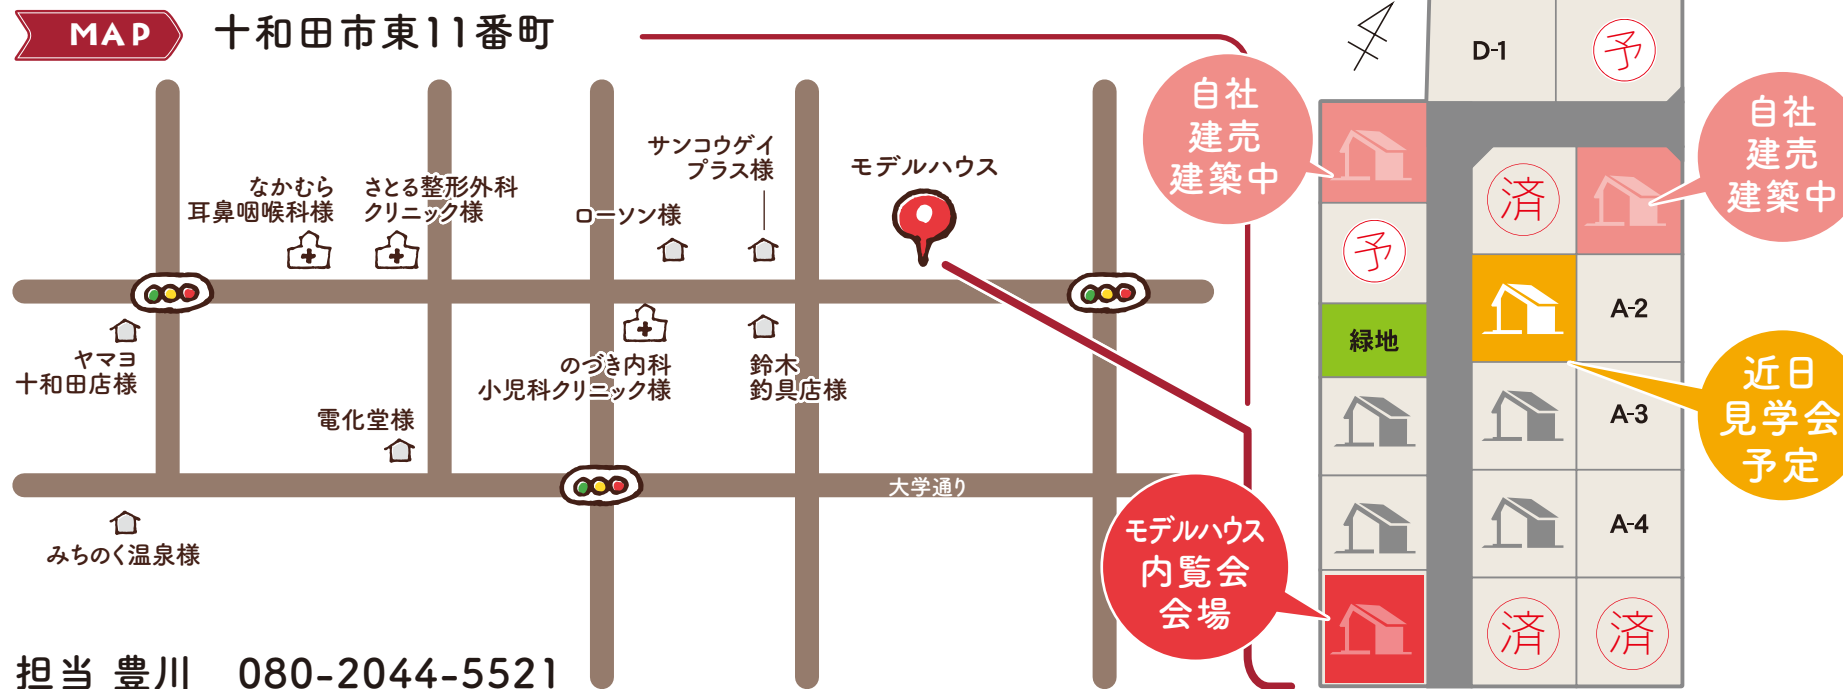 MAP
十和田市東11番町
なかむら
耳鼻咽喉科様
さとる整形外科
クリニック様
ローソン様
サンコウゲイ
プラス様
モデルハウス
ヤマヨ
十和田店様
電化堂様
のづき内科
小児科クリニック様
鈴木
釣具店様
大学通り
みちのく温泉様
担当 豊川 080-2044-5521
自社
建売
建築中
D-1
予
自社
建売
建築中
済
予
緑地
A-2
近日
見学会
予定
A-3
A-4
モデルハウス
内覧会
会場
済
済